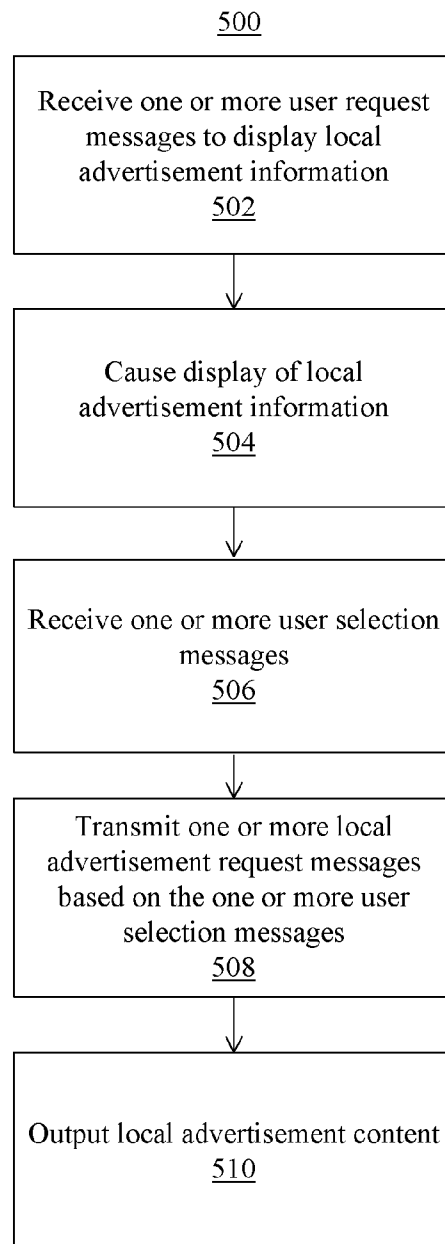 500
Receive one or more user request
messages to display local
advertisement information
502
Cause display of local
advertisement information
504
Receive one or more user selection
messages
506
Transmit one or more local
advertisement request messages
based on the one or more user
selection messages
508
Output local advertisement content
510